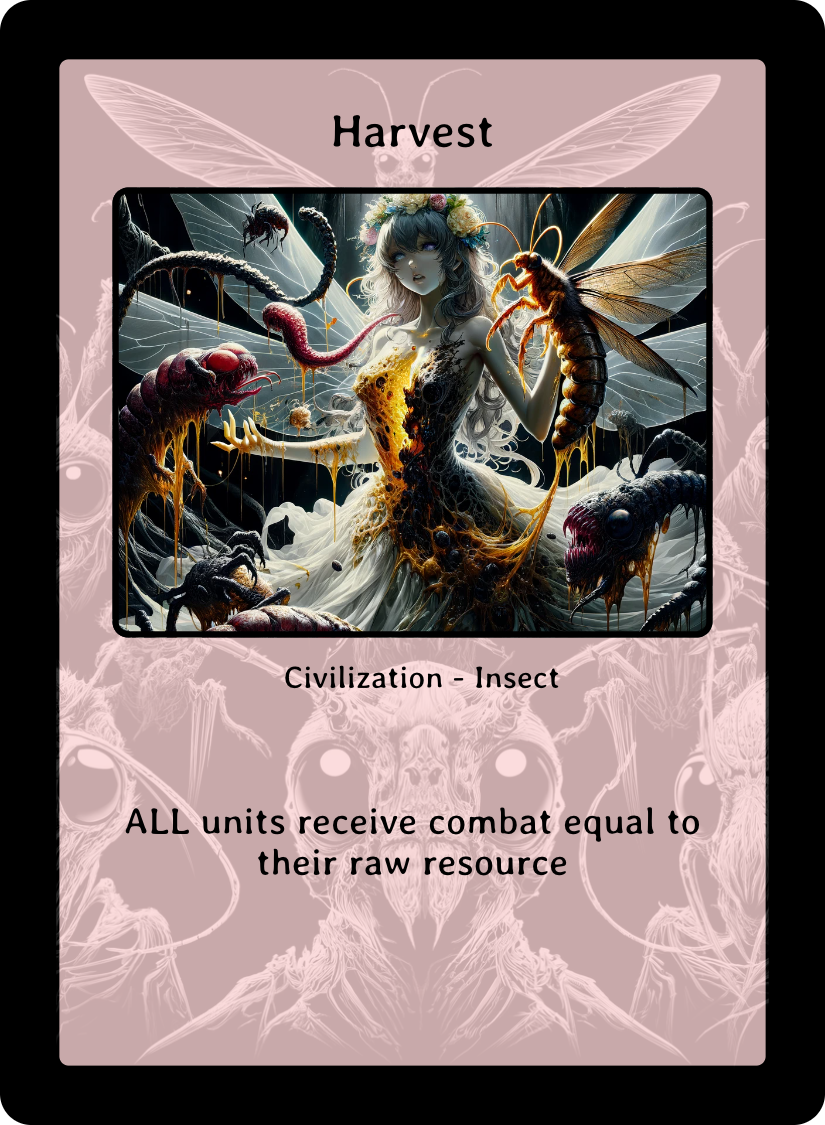 Harvest
Civilization - Insect
ALL units receive combat equal to
their raw resource